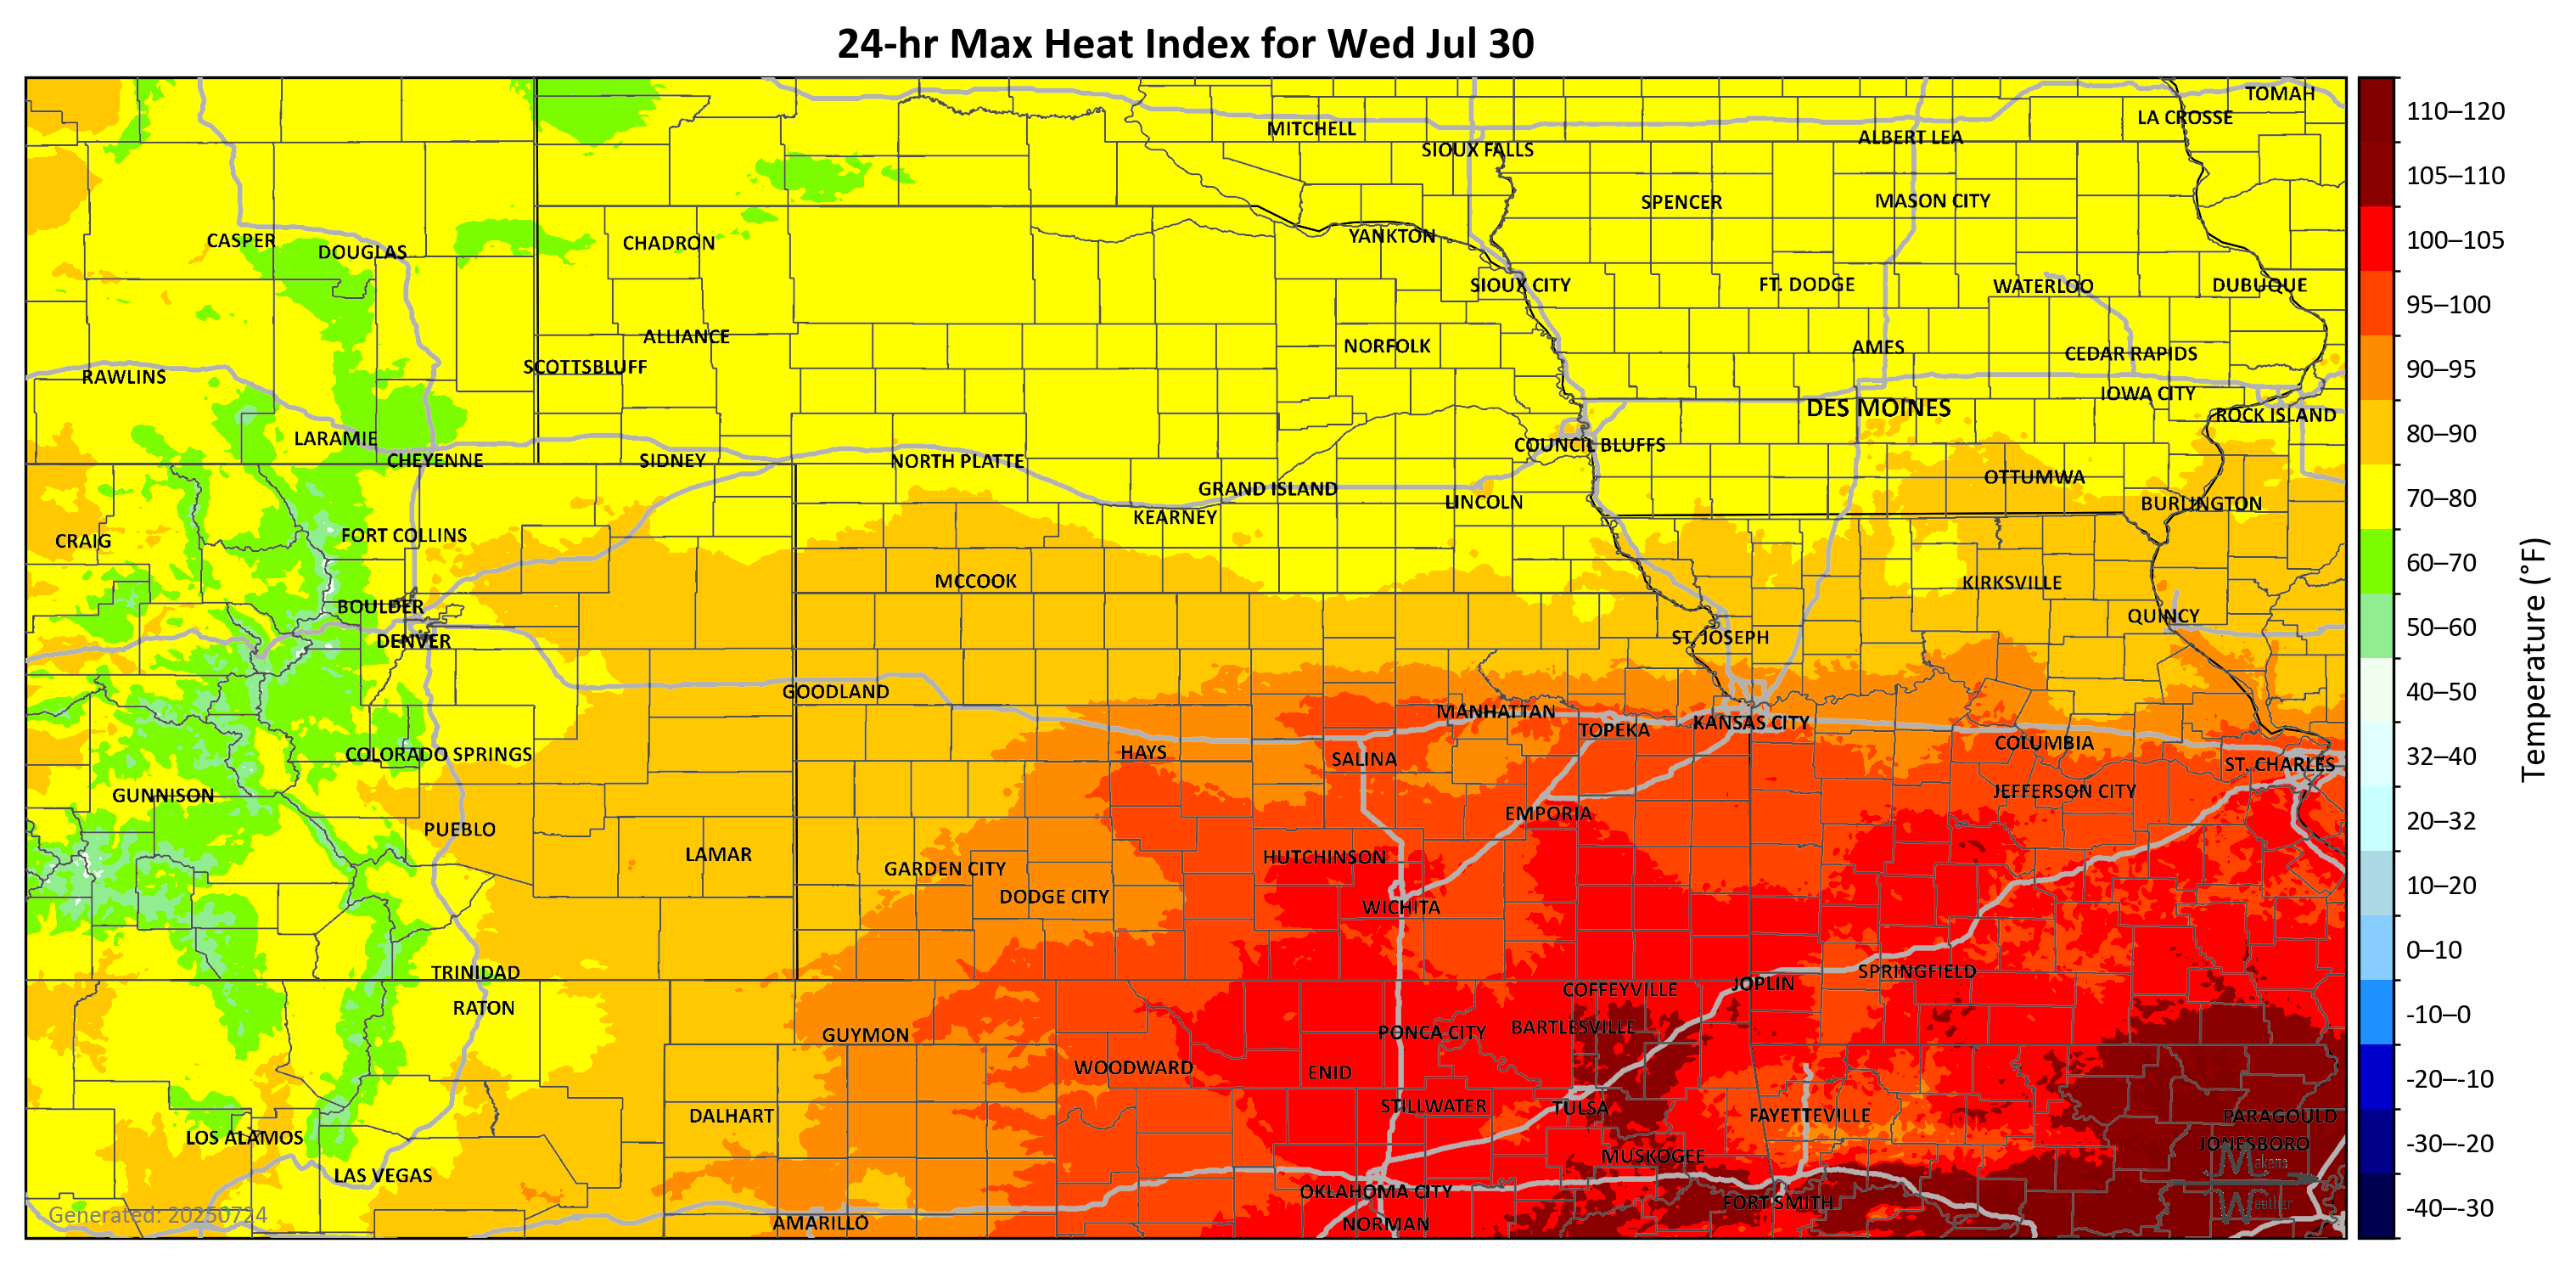 24-hr Max Heat Index for Wed Jul 30
TOMAH
LA CROSSE
MITCHELL
ALBERT LEA
SIOUX FALLS
SPENCER
MASON CITY
CASPER
DOUGLAS
CHADRON
YANKTON
SIOUX CITY
FT. DODGE
WATERLOO
DUBUQUE
ALLIANCE
NORFOLK
AMES
CEDAR RAPIDS
SCOTTSBLUFF
RAWLINS
IOWA CITY
DES MOINES
ROCK ISLAND
LARAMIE
COUNCIL BLUFFS
CHEYENNE
SIDNEY
NORTH PLATTE
OTTUMWA
GRAND ISLAND
LINCOLN
BURLINGTON
KEARNEY
FORT COLLINS
CRAIG
MCCOOK
KIRKSVILLE
BOULDER
QUINCY
DENVER
ST. JOSEPH
GOODLAND
MANHATTAN
TOPEKA
KANSAS CITY
COLUMBIA
COLORADO SPRINGS
HAYS
SALINA
ST. CHARLES
GUNNISON
JEFFERSON CITY
EMPORIA
PUEBLO
LAMAR
HUTCHINSON
GARDEN CITY
DODGE CITY
WICHITA
TRINIDAD
SPRINGFIELD
JOPLIN
COFFEYVILLE
RATON
GUYMON
PONCA CITY
BARTLESVILLE
WOODWARD
ENID
STILLWATER
TULSA
DALHART
FAYETTEVILLE
PARAGOULD
LOS ALAMOS
JONESBORO
MUSKOGEE
Makens
LAS VEGAS
OKLAHOMA CITY
FORT SMITH
Weather
Generated: 20250724
AMARILLO
NORMAN
110–120
105–110
100–105
95–100
90–95
80–90
70–80
60–70
50–60
40–50
32–40
20–32
10–20
0–10
-10–0
-20–-10
-30–-20
-40–-30
Temperature (°F)